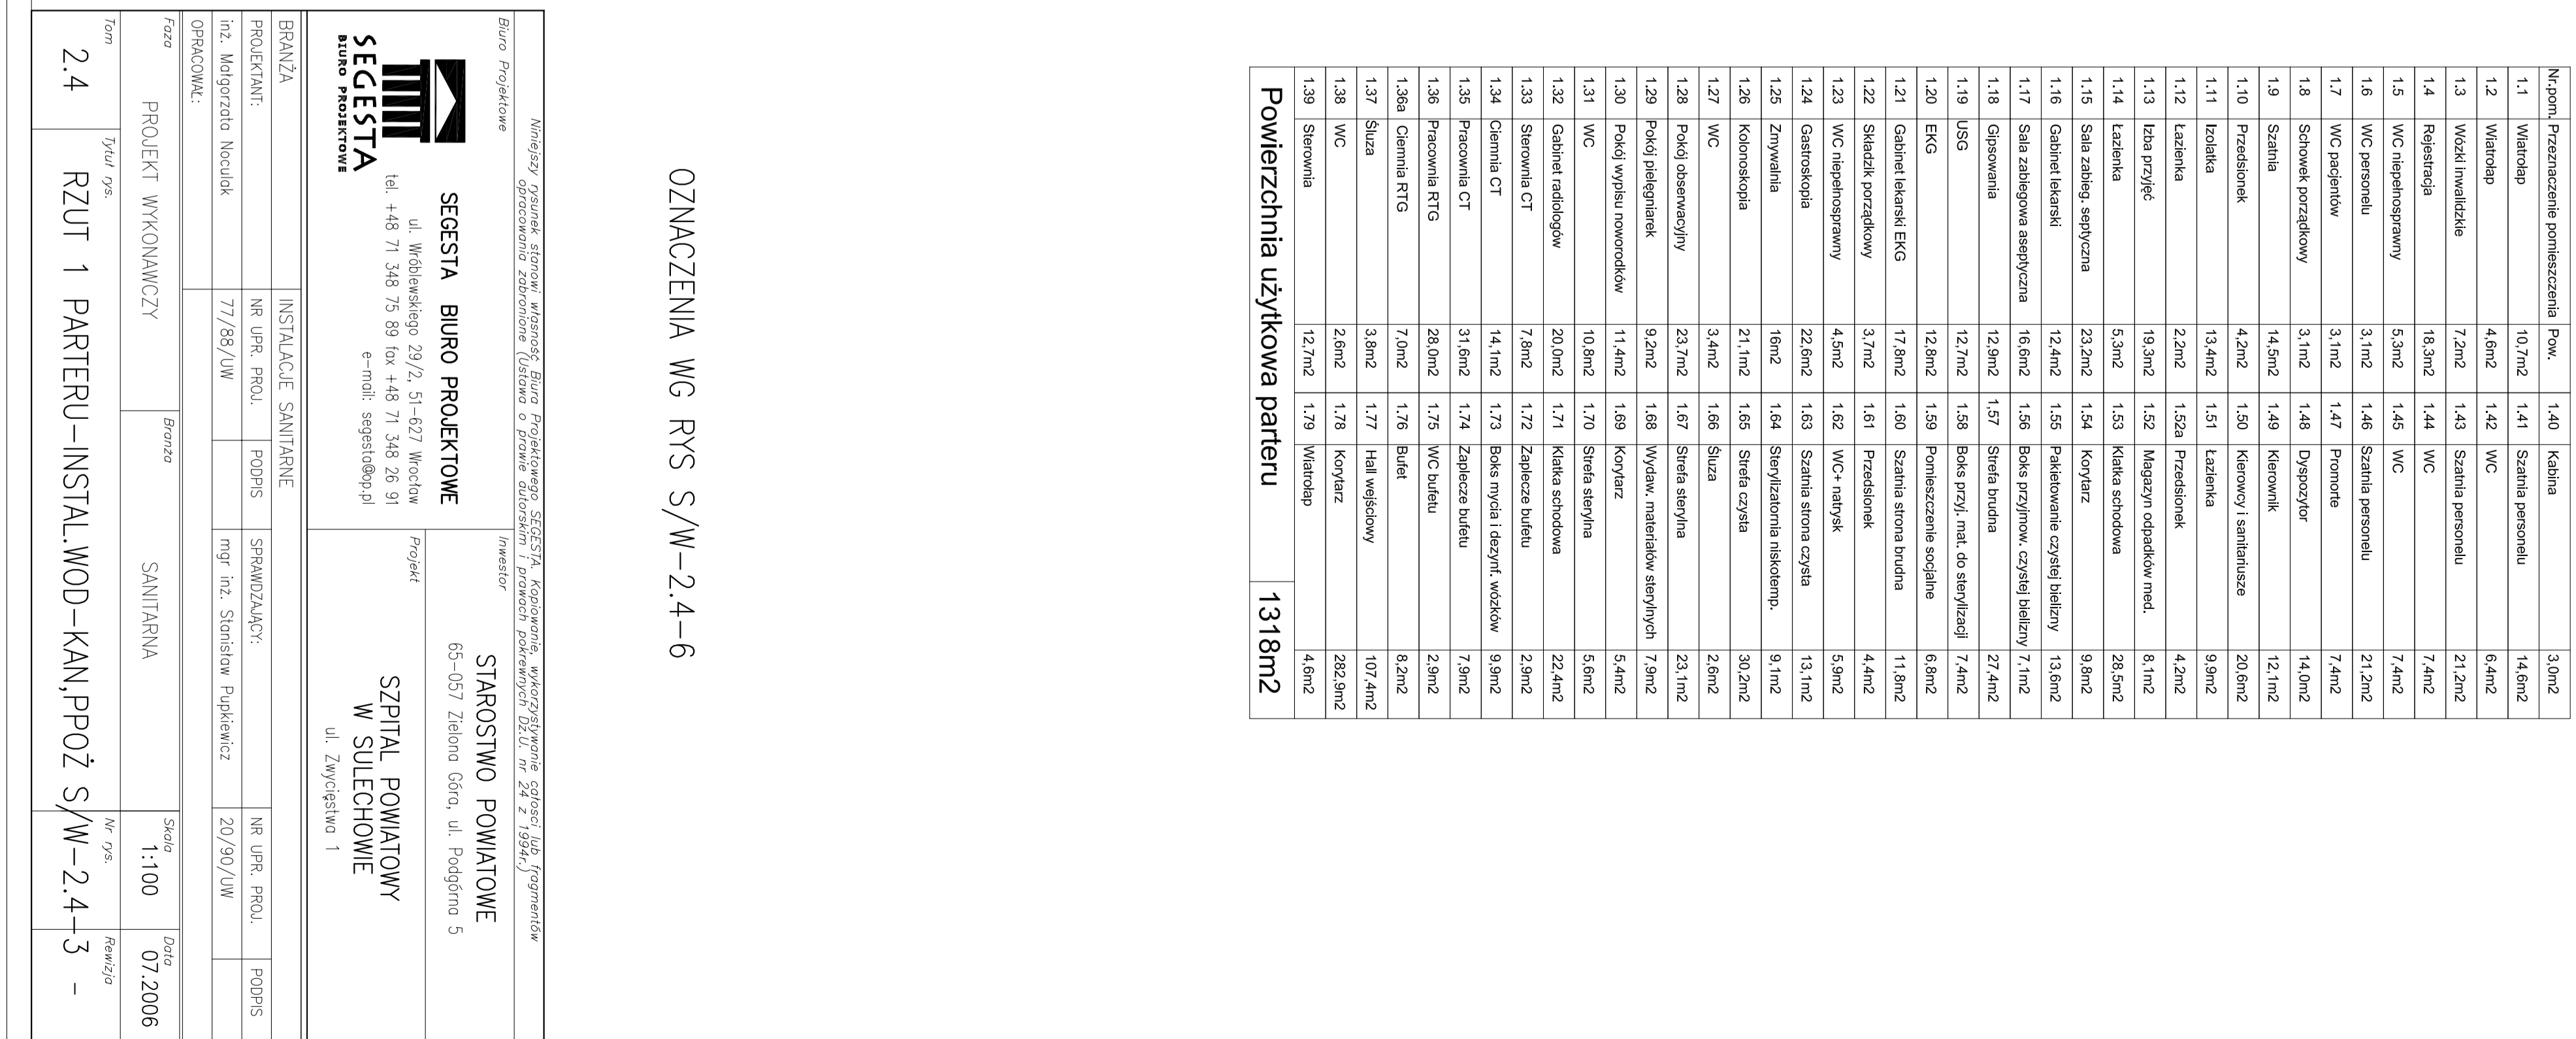 Nr.pom. Przeznaczenie pomieszczenia Pow. 1.40 Kabina 3,0m2
1.1 Wiatrołap 10,7m2 1.41 Szatnia personelu 14,6m2
1.2 Wiatrołap 4,6m2 1.42 WC 6,4m2
1.3 Wózki inwalidzkie 7,2m2 1.43 Szatnia personelu 21,2m2
1.4 Rejestracja 18,3m2 1.44 WC 7,4m2
1.5 WC niepełnosprawny 5,3m2 1.45 WC 7,4m2
1.6 WC personelu 3,1m2 1.46 Szatnia personelu 21,2m2
1.7 WC pacjentów 3,1m2 1.47 Promorte 7,4m2
1.8 Schowek porządkowy 3,1m2 1.48 Dyspozytor 14,0m2
1.9 Szatnia 14,5m2 1.49 Kierownik 12,1m2
1.10 Przedsionek 4,2m2 1.50 Kierowcy i sanitariusze 20,6m2
1.11 Izolatka 13,4m2 1.51 Łazienka 9,9m2
1.12 Łazienka 2,2m2 1.52a Przedsionek 4,2m2
1.13 Izba przyjęć 19,3m2 1.52 Magazyn odpadków med. 8,1m2
1.14 Łazienka 5,3m2 1.53 Klatka schodowa 28,5m2
1.15 Sala zabieg. septyczna 23.2m2 1.54 Korytarz 9,8m2
1.16 Gabinet lekarski 12,4m2 1.55 Pakietowanie czystej bielizny 13,6m2
1.17 Sala zabiegowa aseptyczna 16,6m2 1.56 Boks przyjmow. czystej bielizny 7,1m2
1.18 Gipsowania 12,9m2 1,57 Strefa brudna 27,4m2
1.19 USG 12,7m2 1.58 Boks przyj. mat. do sterylizacji 7,4m2
1.20 EKG 12,8m2 1.59 Pomieszczenie socjalne 6,8m2
1.21 Gabinet lekarski EKG 17,8m2 1.60 Szatnia strona brudna 11,8m2
1.22 Składzik porządkowy 3,7m2 1.61 Przedsionek 4,4m2
1.23 WC niepełnosprawny 4,5m2 1.62 WC+ natrysk 5,9m2
1.24 Gastroskopia 22,6m2 1.63 Szatnia strona czysta 13,1m2
1.25 Zmywalnia 16m2 1.64 Sterylizatornia niskotemp. 9,1m2
1.26 Kolonoskopia 21,1m2 1.65 Strefa czysta 30,2m2
1.27 WC 3,4m2 1.66 Śluza 2,6m2
1.28 Pokój obserwacyjny 23.7m2 1.67 Strefa sterylna 23,1m2
1.29 Pokój pielęgniarek 9,2m2 1.68 Wydaw. materiałów sterylnych 7,9m2
1.30 Pokój wypisu noworodków 11,4m2 1.69 Korytarz 5,4m2
1.31 WC 10,8m2 1.70 Strefa sterylna 5,6m2
1.32 Gabinet radiologów 20,0m2 1.71 Klatka schodowa 22,4m2
1.33 Sterownia CT 7,8m2 1.72 Zaplecze bufetu 2,9m2
1.34 Ciemnia CT 14,1m2 1.73 Boks mycia i dezynf. wózków 9,9m2
1.35 Pracownia CT 31,6m2 1.74 Zaplecze bufetu 7,9m2
1.36 Pracownia RTG 28,0m2 1.75 WC bufetu 2,9m2
1.36a Ciemnia RTG 7,0m2 1.76 Bufet 8,2m2
1.37 Śluza 3,8m2 1.77 Hall wejściowy 107,4m2
1.38 WC 2,6m2 1.78 Korytarz 282,9m2
1.39 Sterownia 12,7m2 1.79 Wiatrołap 4,6m2
Powierzchnia użytkowa parteru 1318m2
OZNACZENIA WG RYS S/W-2.4-6
Niniejszy rysunek stanowi własność Biura Projektowego SEGESTA. Kopiowanie, wykorzystywanie całości lub fragmentów
opracowania zabronione (Ustawa o prawie autorskim i prawach pokrewnych Dz.U. nr 24 z 1994r.)
Biuro Projektowe
SEGESTA
BIURO PROJEKTOWE
SEGESTA BIURO PROJEKTOWE
ul. Wróblewskiego 29/2, 51-627 Wrocław
tel. +48 71 348 75 89 fax +48 71 348 26 91
e-mail: segesta@op.pl
Inwestor
STAROSTWO POWIATOWE
65-057 Zielona Góra, ul. Podgórna 5
Projekt
SZPITAL POWIATOWY
W SULECHOWIE
ul. Zwycięstwa 1
BRANŻA INSTALACJE SANITARNE
PROJEKTANT: NR UPR. PROJ. PODPIS SPRAWDZAJĄCY: NR UPR. PROJ. PODPIS
inż. Małgorzata Noculak 77/88/UW mgr inż. Stanisław Pupkiewicz 20/90/UW
OPRACOWAŁ:
Faza Branża Skala Data
PROJEKT WYKONAWCZY SANITARNA 1:100 07.2006
Tom Tytuł rys. Nr rys. Rewizja
2.4 RZUT 1 PARTERU-INSTAL.WOD-KAN,PPOŻ S/W-2.4-3 -